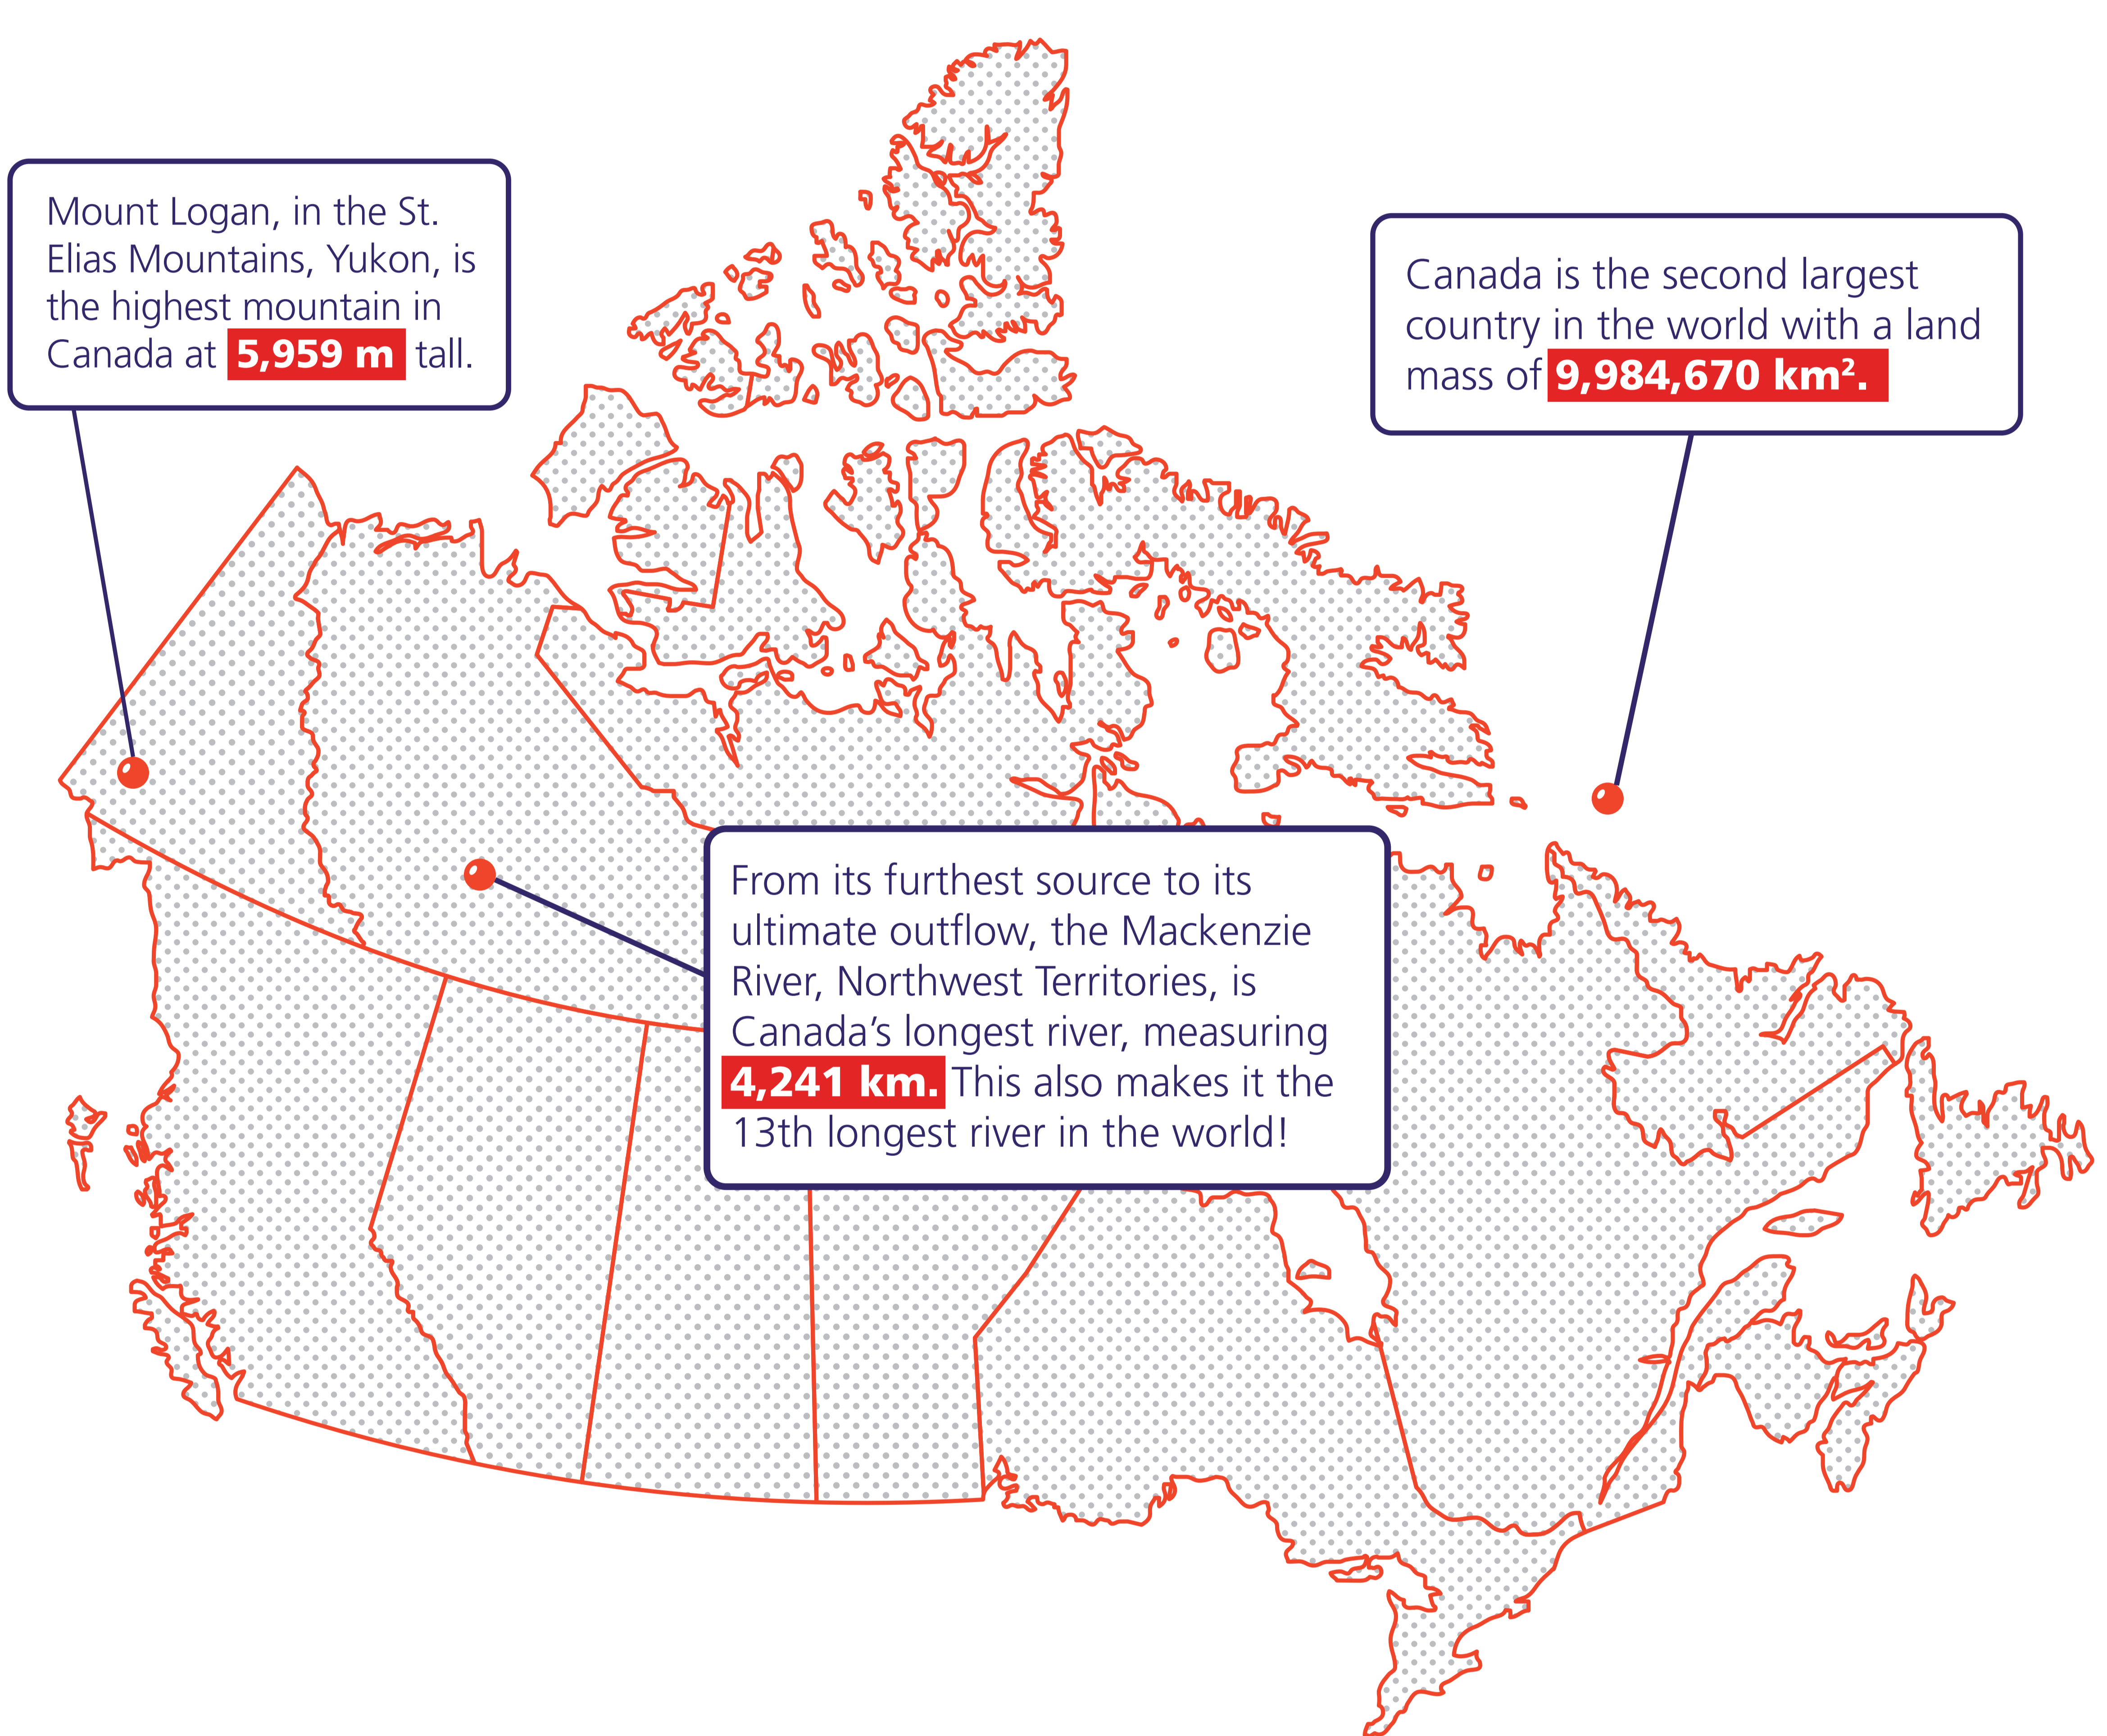 Mount Logan, in the St.
Elias Mountains, Yukon, is
the highest mountain in
Canada at 5,959 m tall.
Canada is the second largest
country in the world with a land
mass of 9,984,670 km².
From its furthest source to its
ultimate outflow, the Mackenzie
River, Northwest Territories, is
Canada’s longest river, measuring
4,241 km. This also makes it the
13th longest river in the world!